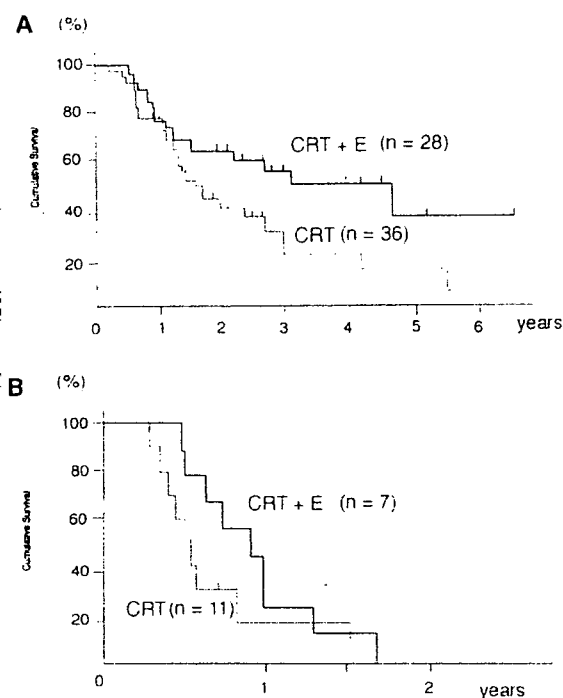 A (%)
100
80
60
40
20
Cumulative Survival
CRT + E (n = 28)
CRT (n = 36)
0 1 2 3 4 5 6 years
B (%)
100
80
60
40
20
Cumulative Survival
CRT + E (n = 7)
CRT (n = 11)
0 1 2 years